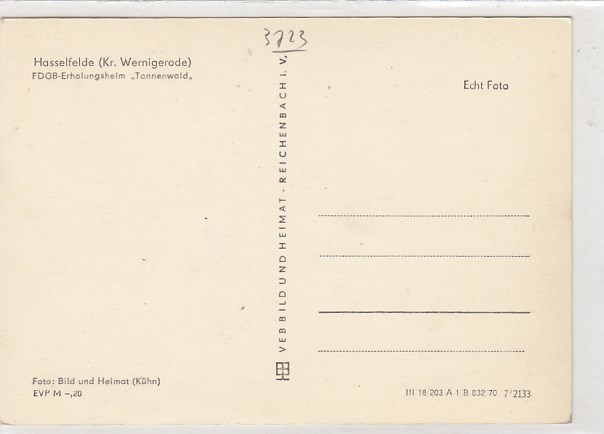 3723
Hasselfelde (Kr. Wernigerode)
FDGB-Erholungsheim „Tannenwald„
Echt Foto
VEB BILD UND HEIMAT - REICHENBACH I. V.
Foto: Bild und Heimat (Kühn)
EVP M –,20
III/18/203 A 1 B 832/70 7/2133